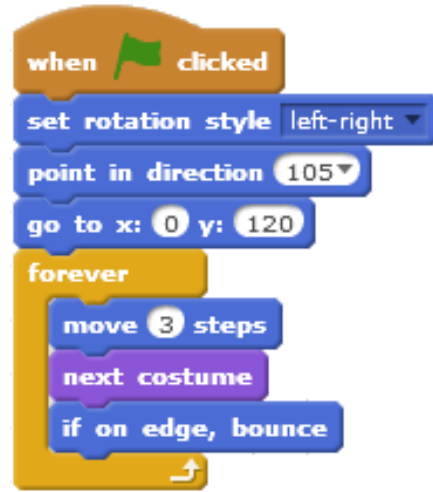 when clicked
set rotation style left-right
point in direction 105
go to x: 0 y: 120
forever
move 3 steps
next costume
if on edge, bounce